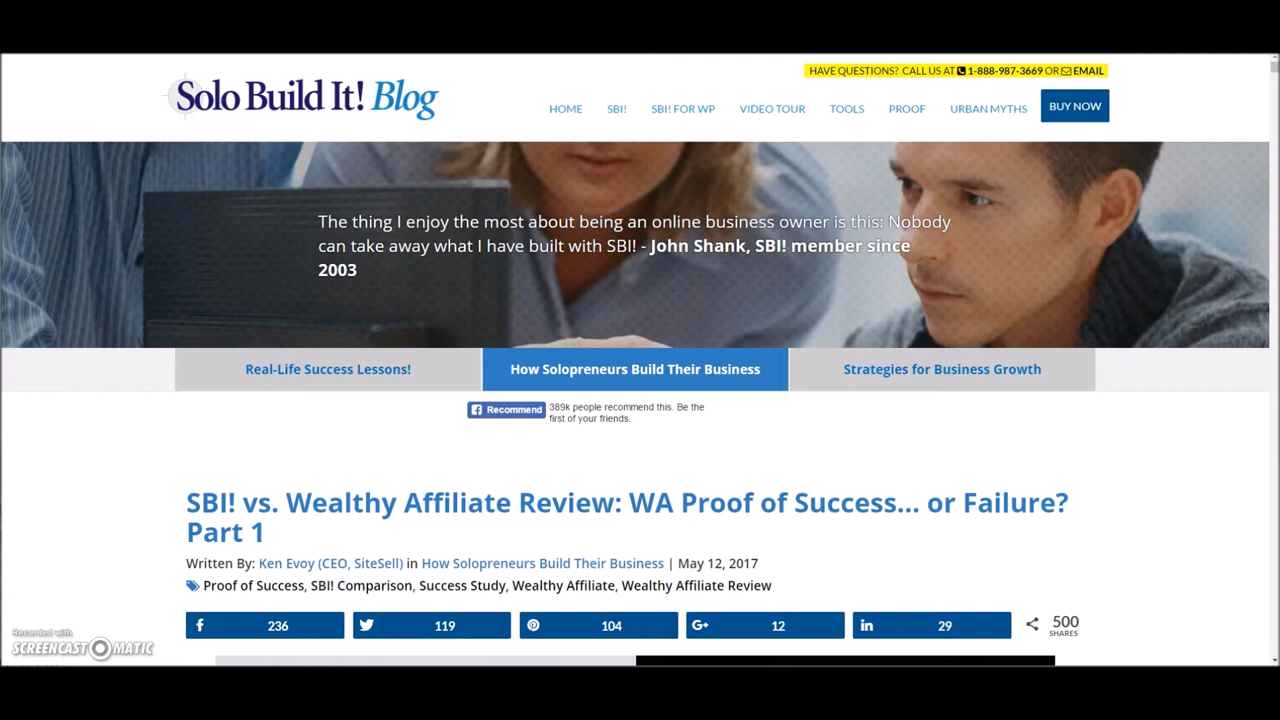 HAVE QUESTIONS? CALL US AT 1-888-987-3669 OR EMAIL
Solo Build It! Blog
HOME SBI! SBI! FOR WP VIDEO TOUR TOOLS PROOF URBAN MYTHS BUY NOW
The thing I enjoy the most about being an online business owner is this: Nobody
can take away what I have built with SBI! - John Shank, SBI! member since
2003
Real-Life Success Lessons! How Solopreneurs Build Their Business Strategies for Business Growth
Recommend 389k people recommend this. Be the
first of your friends.
SBI! vs. Wealthy Affiliate Review: WA Proof of Success... or Failure?
Part 1
Written By: Ken Evoy (CEO, SiteSell) in How Solopreneurs Build Their Business | May 12, 2017
Proof of Success, SBI! Comparison, Success Study, Wealthy Affiliate, Wealthy Affiliate Review
236 119 104 G+ 12 in 29 500
SHARES
Recorded with
SCREENCAST-O-MATIC